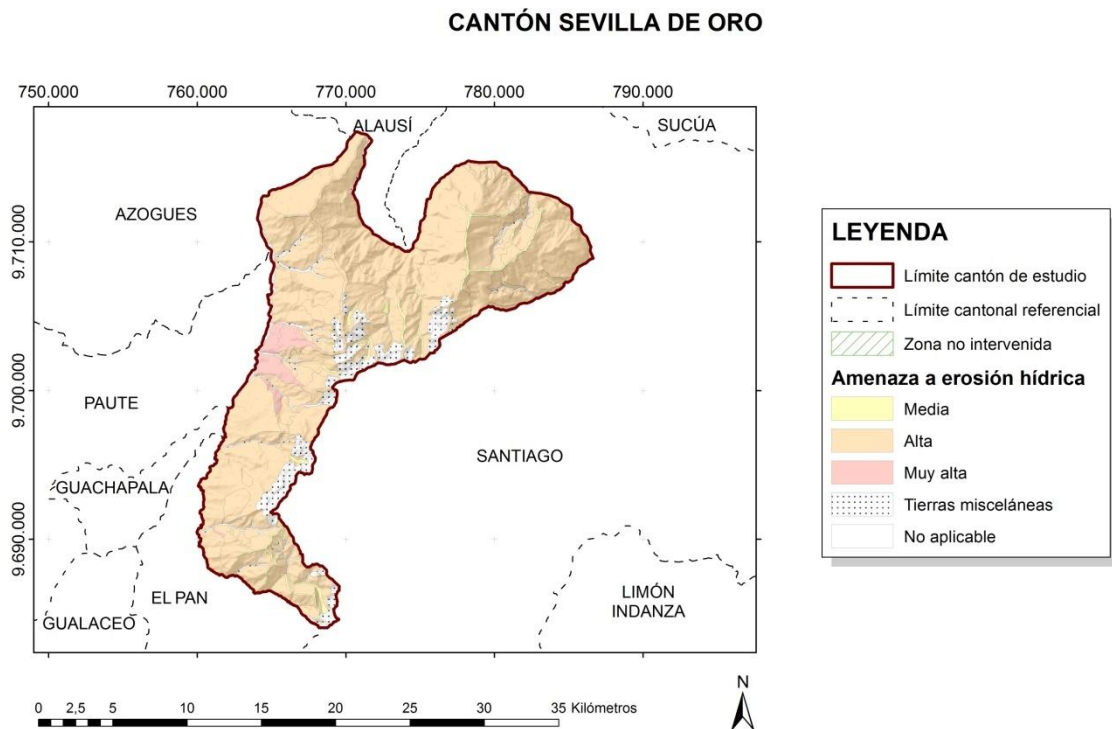 CANTÓN SEVILLA DE ORO
750.000
760.000
770.000
780.000
790.000
ALAUSÍ
SUCÚA
AZOGUES
9.710.000
PAUTE
9.700.000
SANTIAGO
GUACHAPALA
9.690.000
EL PAN
LIMÓN
INDANZA
GUALACEO
LEYENDA
Límite cantón de estudio
Límite cantonal referencial
Zona no intervenida
Amenaza a erosión hídrica
Media
Alta
Muy alta
Tierras misceláneas
No aplicable
0 2,5 5 10 15 20 25 30 35 Kilómetros
N